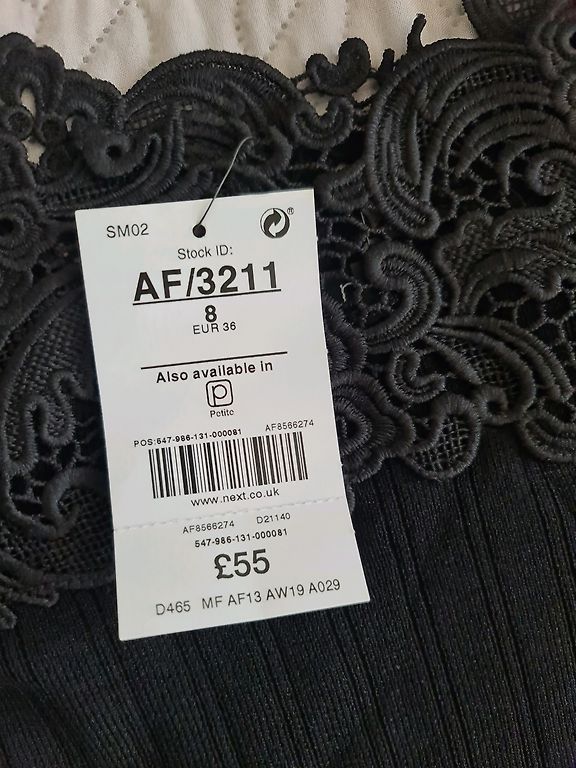 SM02
®
Stock ID:
AF/3211
8
EUR 36
Also available in
p
Petite
POS:647-986-131-000081 AF8566274
www.next.co.uk
AF8566274 D21140
547-986-131-000081
£55
D465 MF AF13 AW19 A029